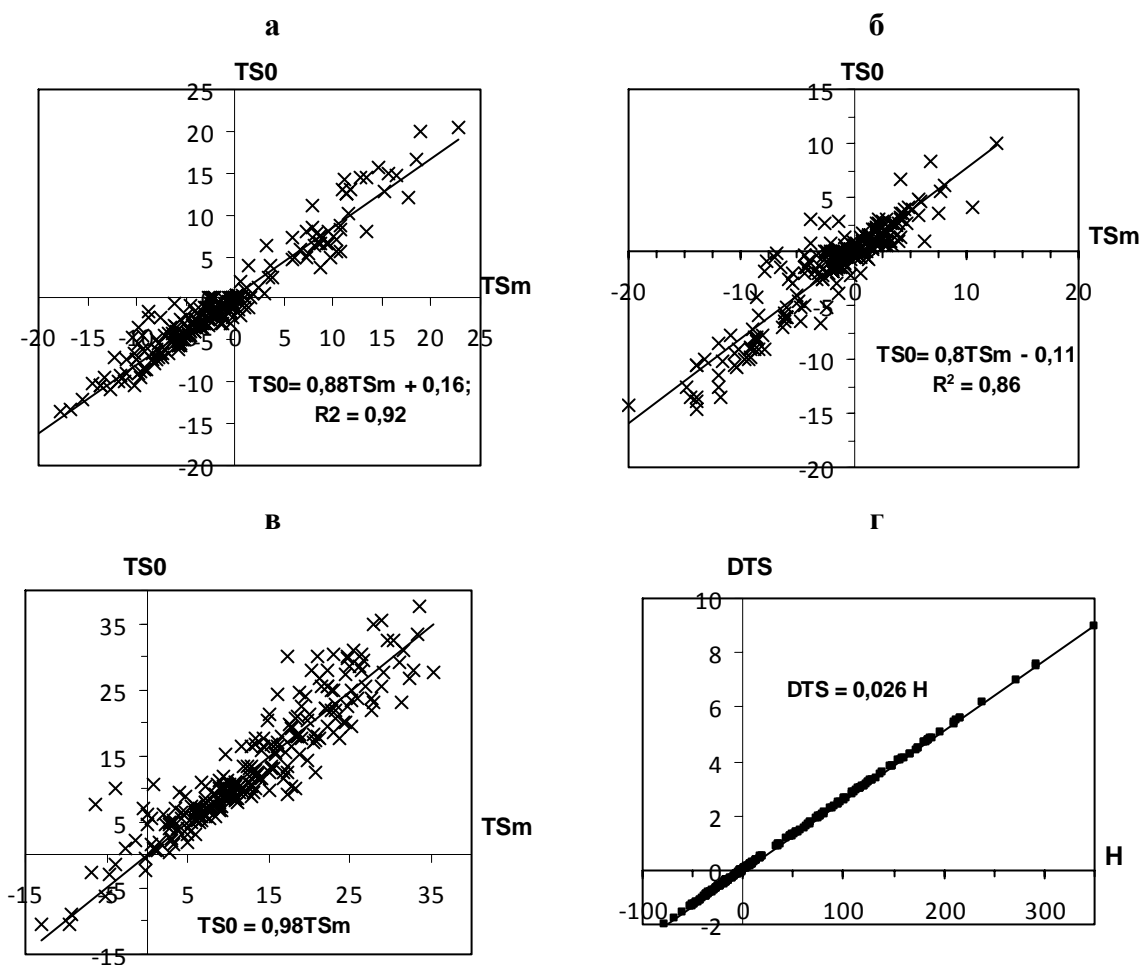 а
TS0
25
20
15
10
5
TSm
-20 -15 -10 -5 0 5 10 15 20 25
-5
-10
-15
-20
TS0= 0,88TSm + 0,16;
R2 = 0,92
б
TS0
15
10
5
TSm
-20 -10 0 10 20
-5
-10
-15
-20
TS0= 0,8TSm - 0,11
R² = 0,86
в
TS0
35
25
15
5
TSm
-15 -5 5 15 25 35
-5
-15
TS0 = 0,98TSm
г
DTS
10
8
6
4
2
0
-2
H
-100 0 100 200 300
DTS = 0,026 H